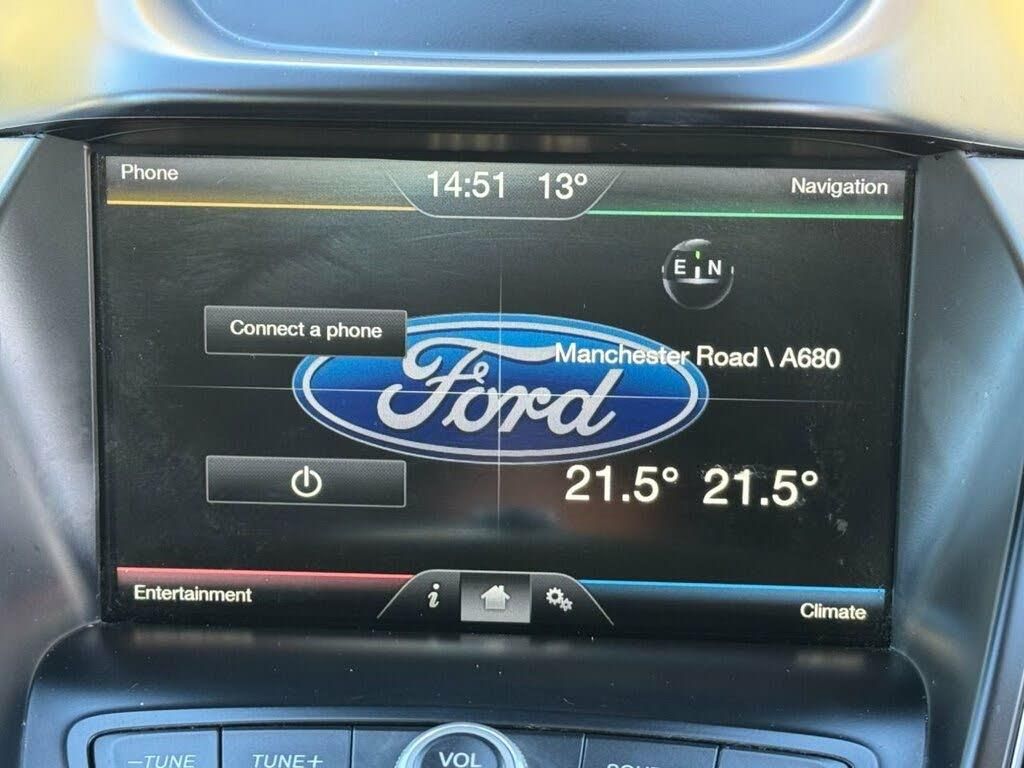 Phone
14:51 13°
Navigation
E N
Connect a phone
Manchester Road \ A680
Ford
21.5° 21.5°
Entertainment
i
Climate
–TUNE
TUNE+
VOL